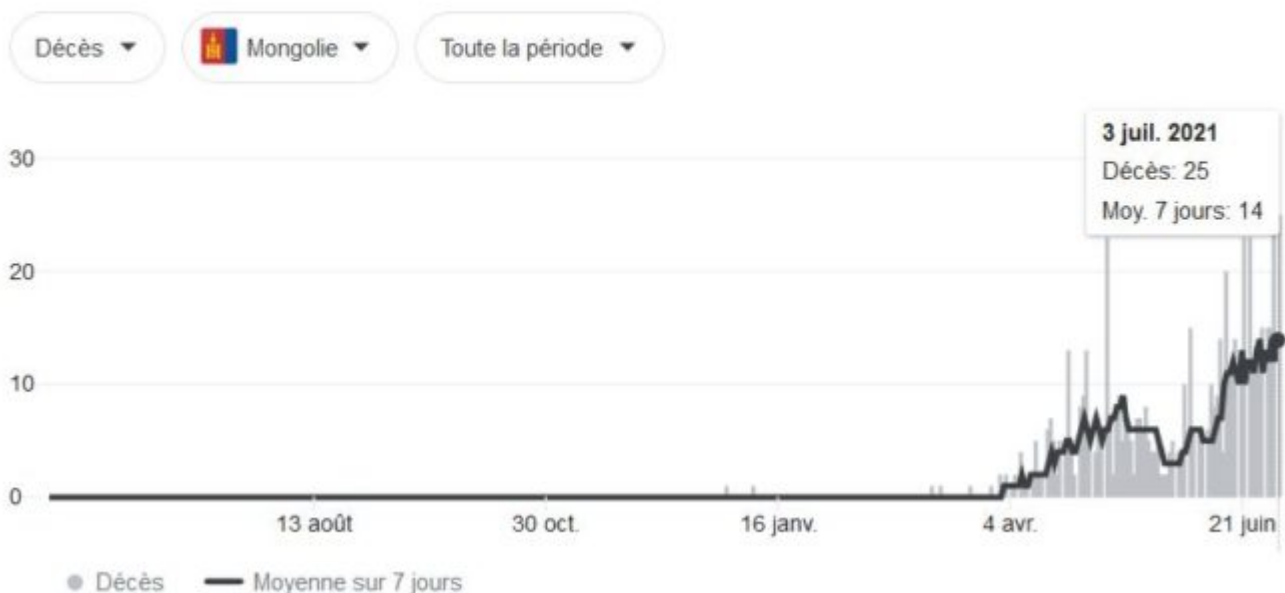 Décès Mongolie Toute la période
3 juil. 2021
Décès: 25
Moy. 7 jours: 14
30
20
10
0
13 août 30 oct. 16 janv. 4 avr. 21 juin
Décès Moyenne sur 7 jours